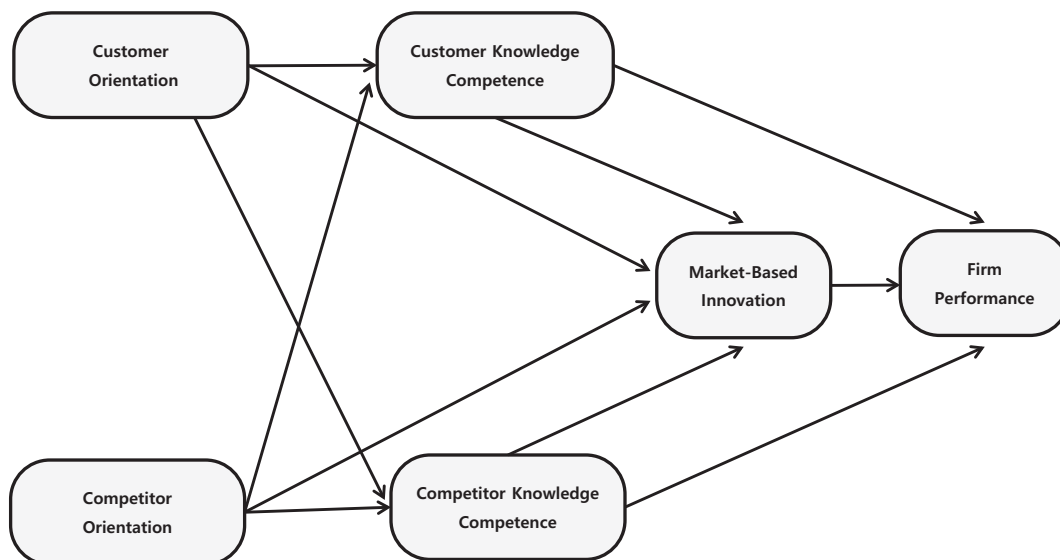 Customer
Orientation
Customer Knowledge
Competence
Market-Based
Innovation
Firm
Performance
Competitor
Orientation
Competitor Knowledge
Competence